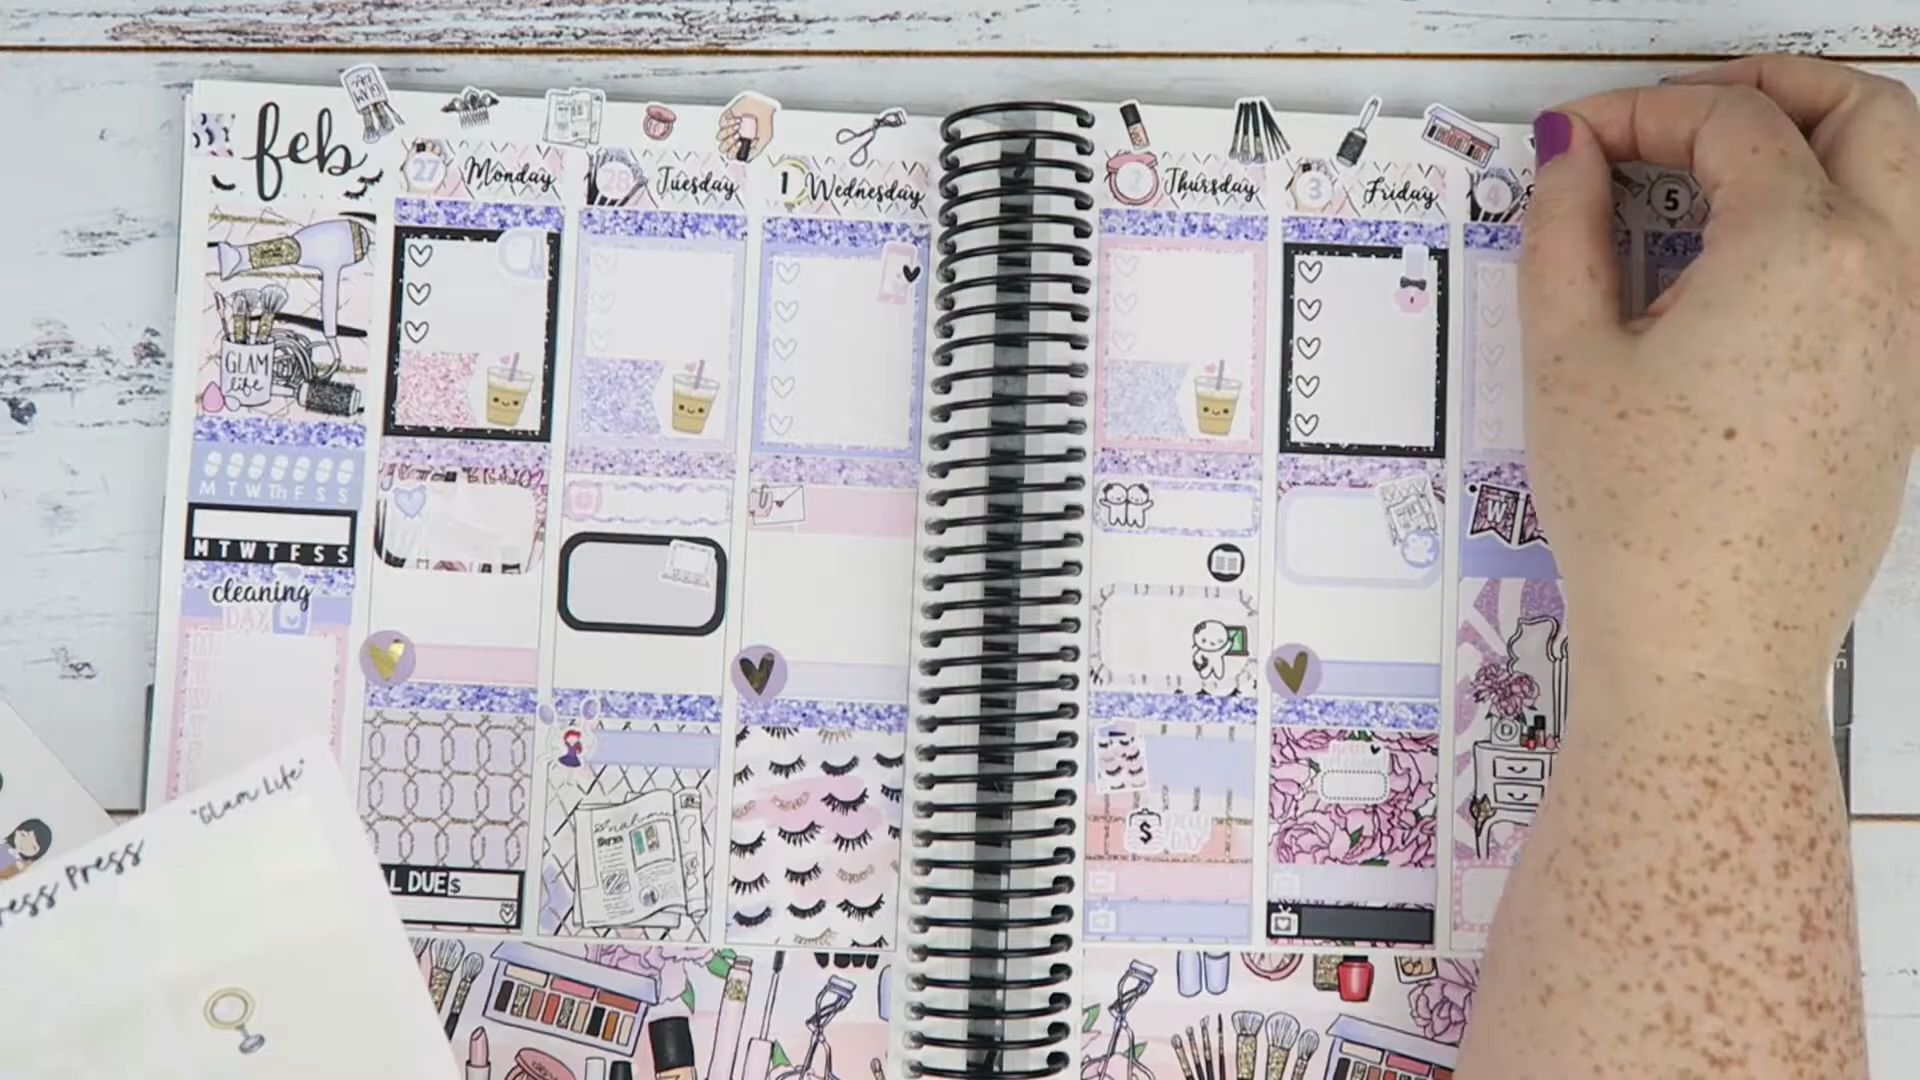 feb
27 Monday
28 Tuesday
1 Wednesday
2 Thursday
3 Friday
4
5
GLAM
life
M T W Th F S S
M T W T F S S
cleaning
DAY
W
D
$
PAY
DAY
L DUE$
"Glam Life"
ess Press